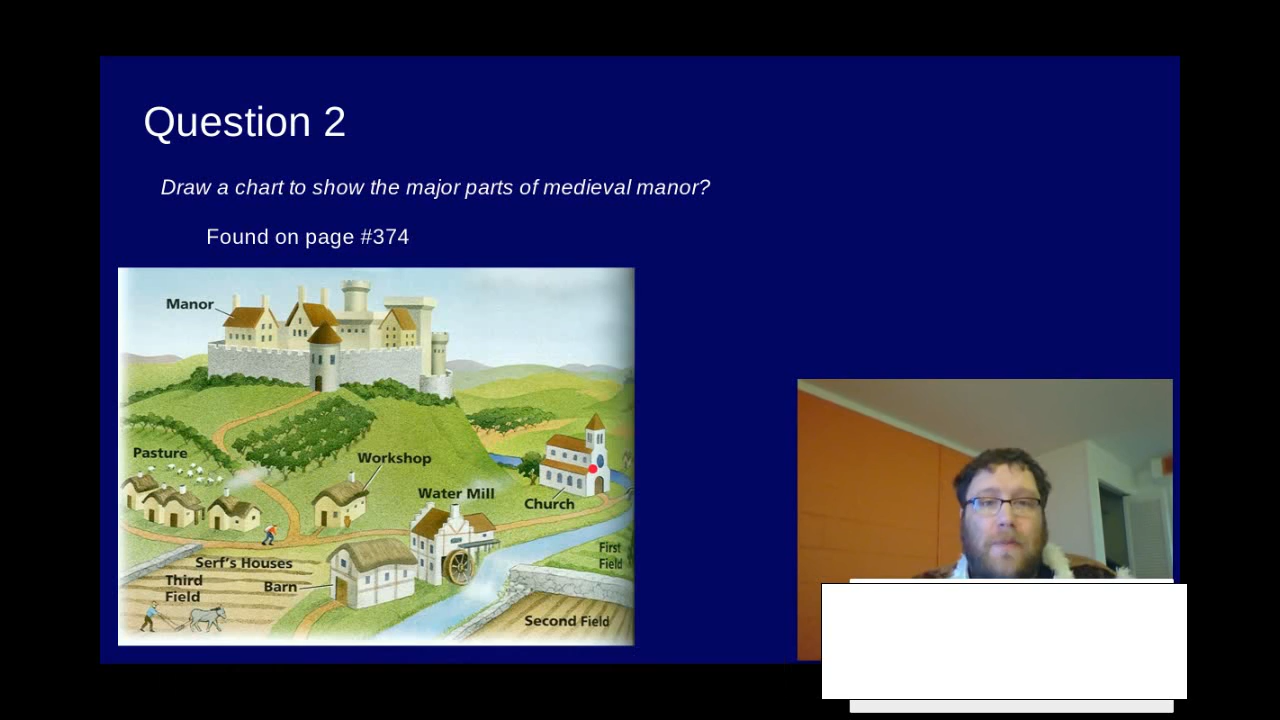 Question 2
Draw a chart to show the major parts of medieval manor?
Found on page #374
Manor
Pasture
Workshop
Water Mill
Church
First
Field
Serf's Houses
Third
Field
Barn
Second Field